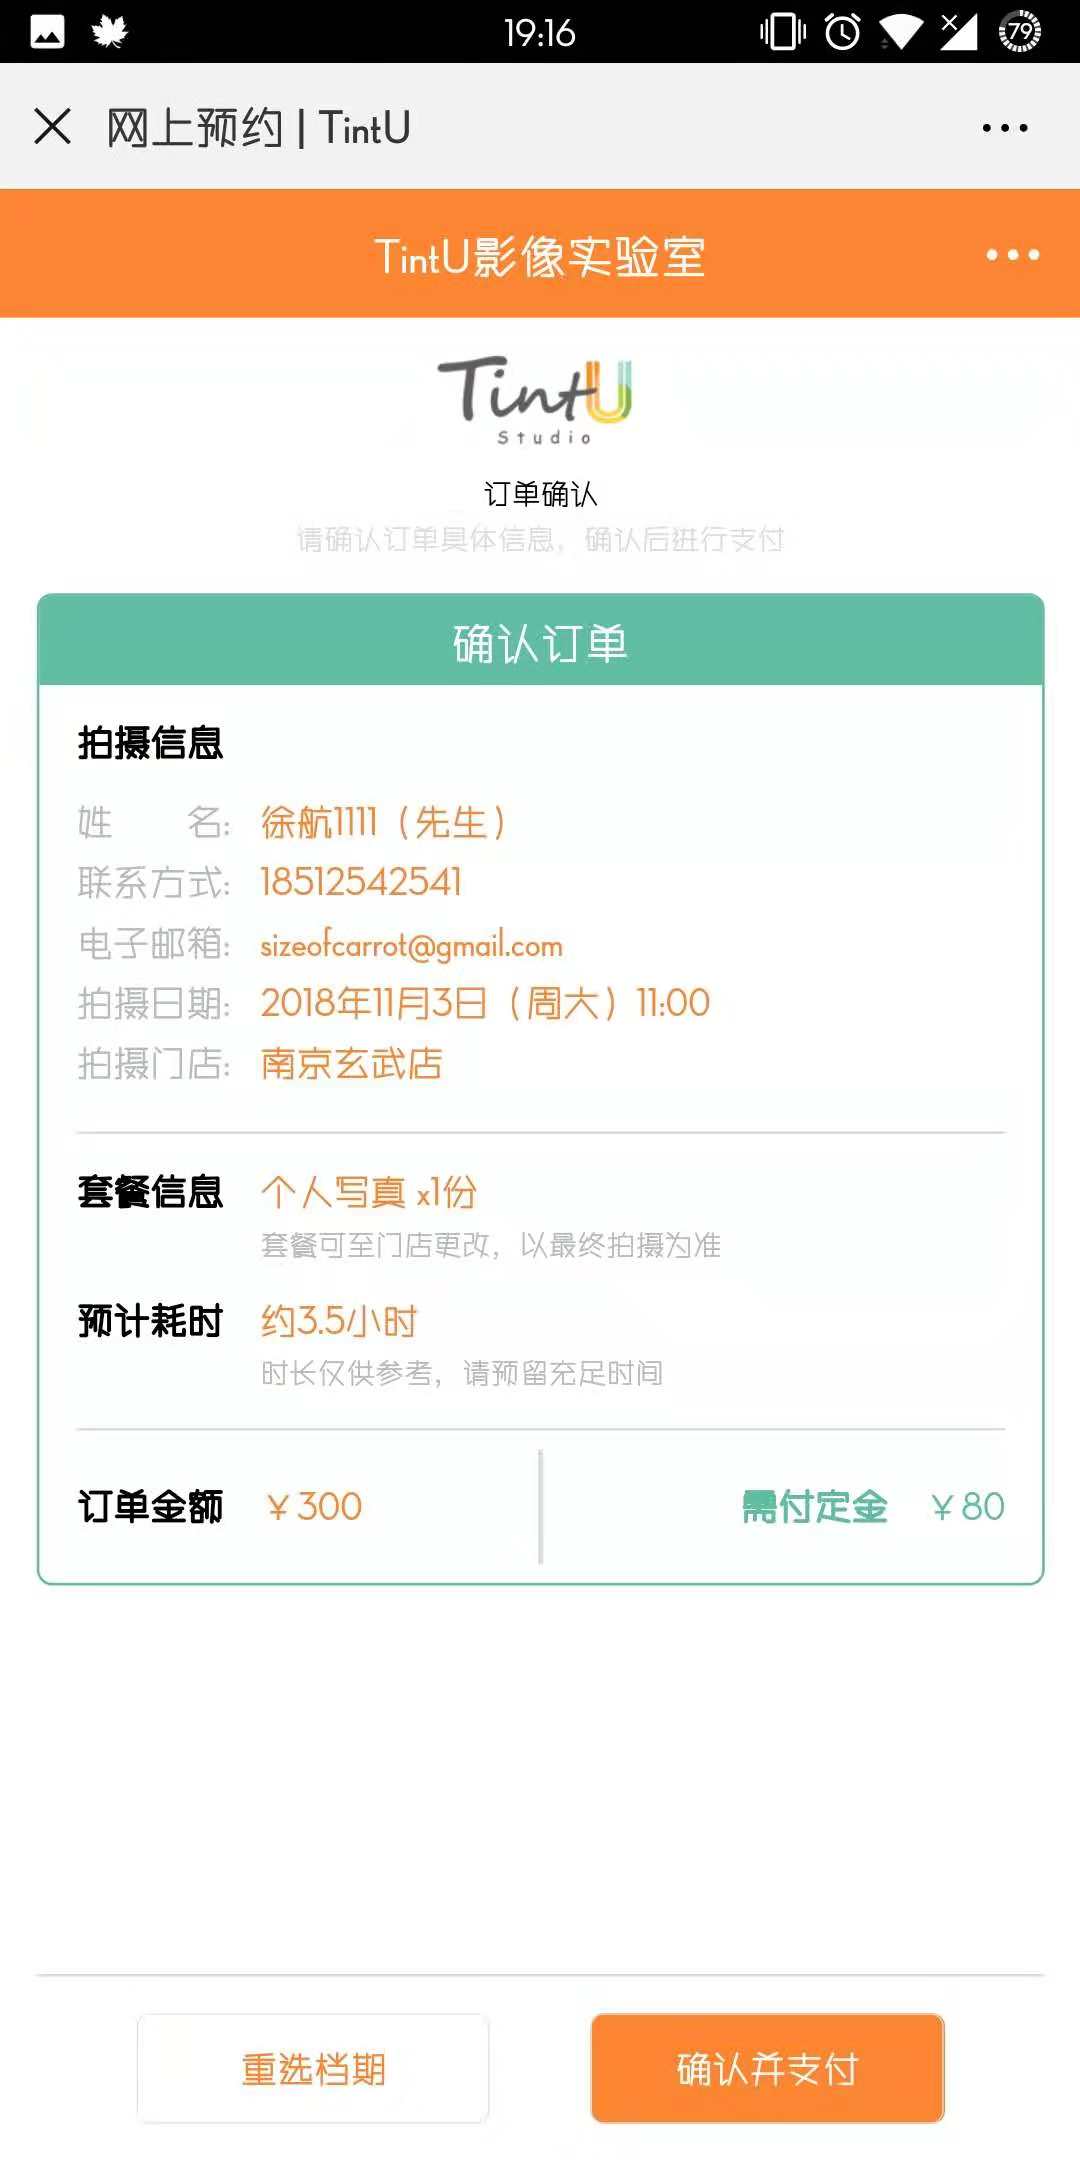 19:16
79
网上预约 | TintU
TintU影像实验室
TintU
Studio
订单确认
请确认订单具体信息，确认后进行支付
确认订单
拍摄信息
姓 名: 徐航1111（先生）
联系方式: 18512542541
电子邮箱: sizeofcarrot@gmail.com
拍摄日期: 2018年11月3日（周六）11:00
拍摄门店: 南京玄武店
套餐信息 个人写真 x1份
套餐可至门店更改，以最终拍摄为准
预计耗时 约3.5小时
时长仅供参考，请预留充足时间
订单金额 ￥300 需付定金 ￥80
重选档期 确认并支付